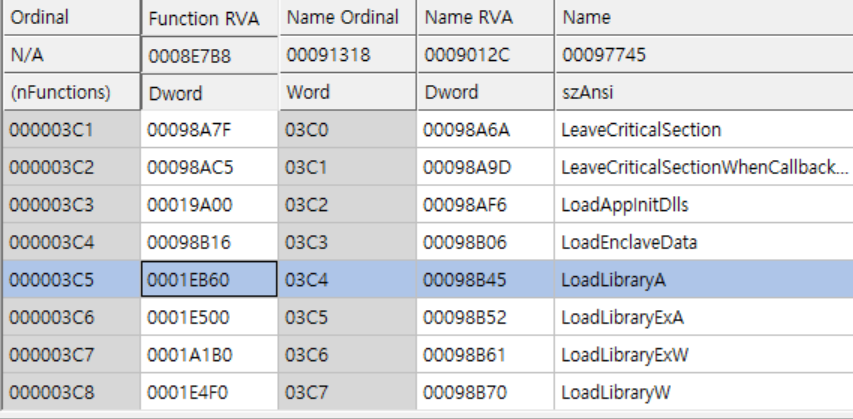 Ordinal Function RVA Name Ordinal Name RVA Name
N/A 0008E7B8 00091318 0009012C 00097745
(nFunctions) Dword Word Dword szAnsi
000003C1 00098A7F 03C0 00098A6A LeaveCriticalSection
000003C2 00098AC5 03C1 00098A9D LeaveCriticalSectionWhenCallback...
000003C3 00019A00 03C2 00098AF6 LoadAppInitDlls
000003C4 00098B16 03C3 00098B06 LoadEnclaveData
000003C5 0001EB60 03C4 00098B45 LoadLibraryA
000003C6 0001E500 03C5 00098B52 LoadLibraryExA
000003C7 0001A1B0 03C6 00098B61 LoadLibraryExW
000003C8 0001E4F0 03C7 00098B70 LoadLibraryW